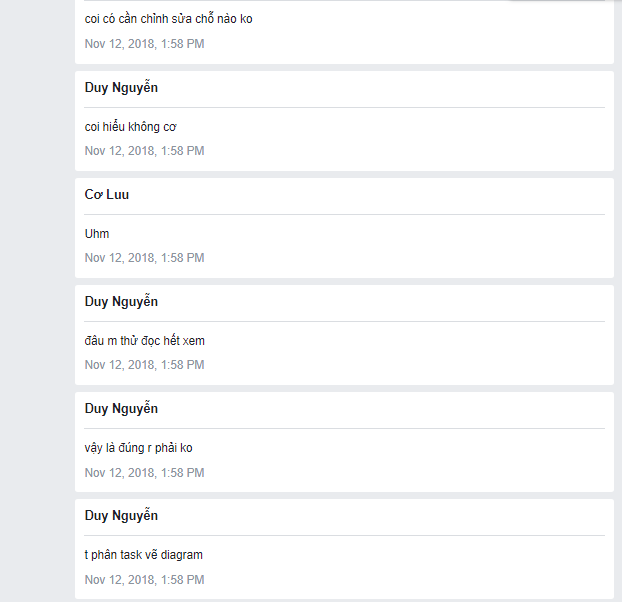 coi có cần chỉnh sửa chỗ nào ko
Nov 12, 2018, 1:58 PM
Duy Nguyễn
coi hiểu không cơ
Nov 12, 2018, 1:58 PM
Cơ Luu
Uhm
Nov 12, 2018, 1:58 PM
Duy Nguyễn
đâu m thử đọc hết xem
Nov 12, 2018, 1:58 PM
Duy Nguyễn
vậy là đúng r phải ko
Nov 12, 2018, 1:58 PM
Duy Nguyễn
t phân task vẽ diagram
Nov 12, 2018, 1:58 PM